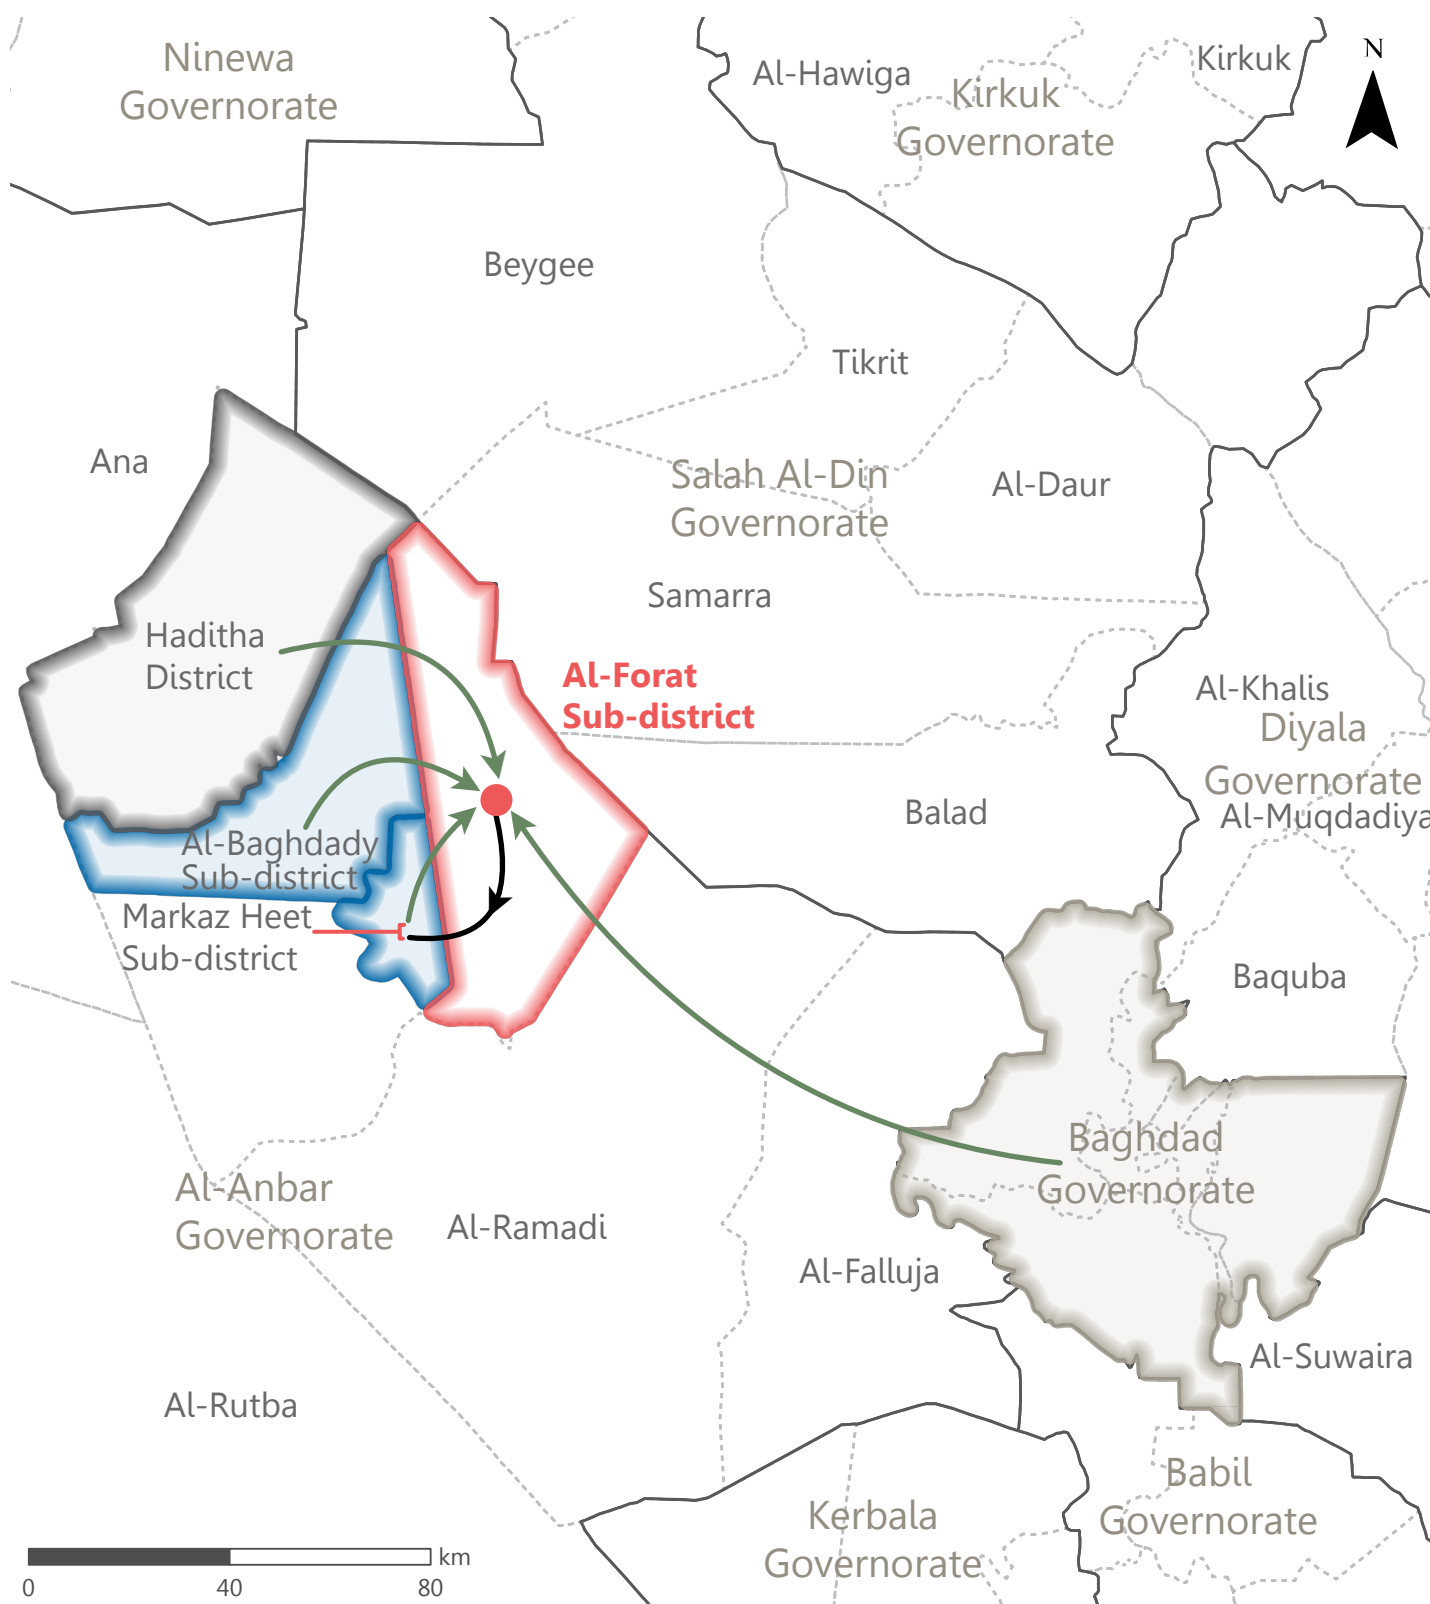 Ninewa
Governorate
Al-Hawiga
Kirkuk
Kirkuk
Governorate
N
Beygee
Tikrit
Ana
Salah Al-Din
Governorate
Al-Daur
Samarra
Haditha
District
Al-Forat
Sub-district
Al-Khalis
Diyala
Governorate
Al-Muqdadiya
Balad
Al-Baghdady
Sub-district
Markaz Heet
Sub-district
Baquba
Baghdad
Governorate
Al-Anbar
Governorate
Al-Ramadi
Al-Falluja
Al-Suwaira
Al-Rutba
Babil
Governorate
Kerbala
Governorate
km
0 40 80